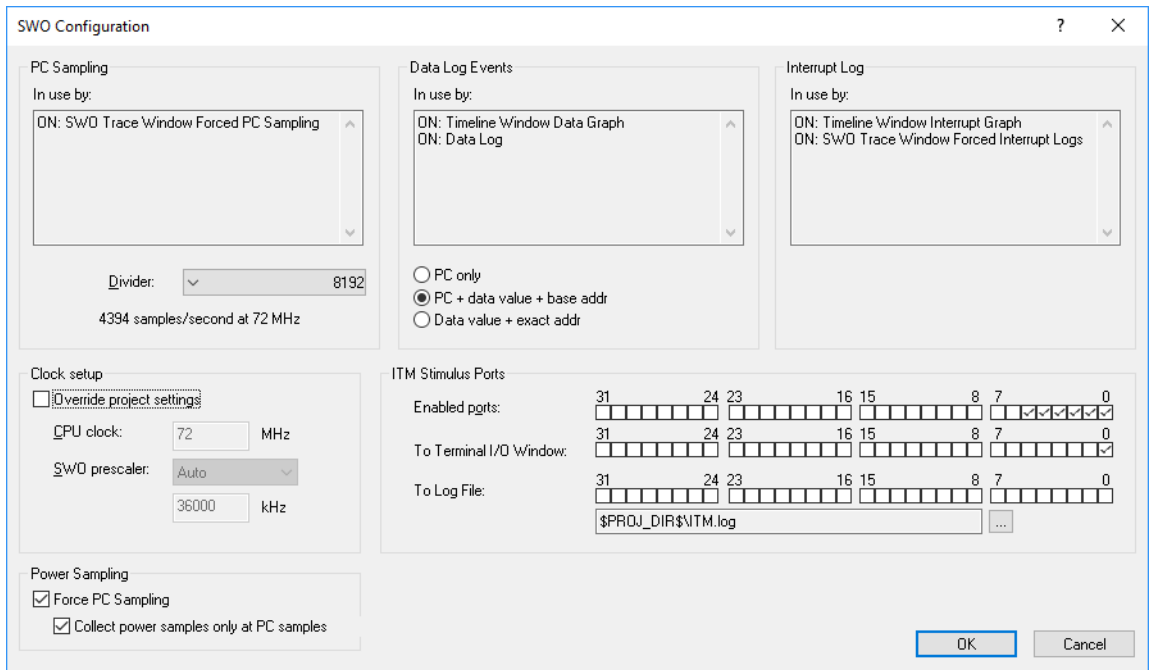 SWO Configuration
?
PC Sampling
In use by:
ON: SWO Trace Window Forced PC Sampling
Divider:
8192
4394 samples/second at 72 MHz
Data Log Events
In use by:
ON: Timeline Window Data Graph
ON: Data Log
PC only
PC + data value + base addr
Data value + exact addr
Interrupt Log
In use by:
ON: Timeline Window Interrupt Graph
ON: SWO Trace Window Forced Interrupt Logs
Clock setup
Override project settings
CPU clock: 72 MHz
SWO prescaler: Auto
36000 kHz
ITM Stimulus Ports
31 24 23 16 15 8 7 0
Enabled ports:
31 24 23 16 15 8 7 0
To Terminal I/O Window:
31 24 23 16 15 8 7 0
To Log File:
$PROJ_DIR$\ITM.log
...
Power Sampling
Force PC Sampling
Collect power samples only at PC samples
OK
Cancel